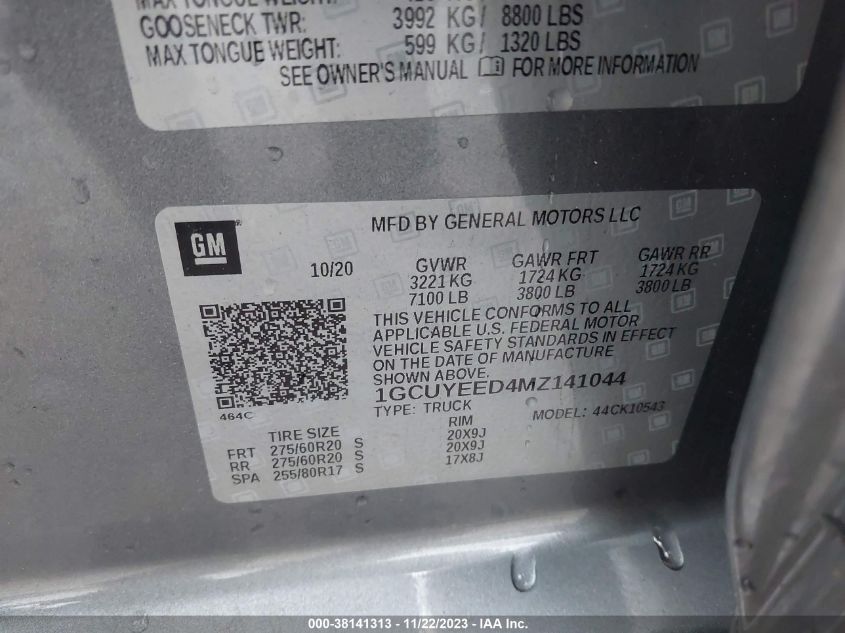 MAX TONGUE WEIGHT:
GOOSENECK TWR: 3992 KG/ 8800 LBS
MAX TONGUE WEIGHT: 599 KG/ 1320 LBS
SEE OWNER'S MANUAL FOR MORE INFORMATION
GM
MFD BY GENERAL MOTORS LLC
10/20 GVWR GAWR FRT GAWR RR
3221 KG 1724 KG 1724 KG
7100 LB 3800 LB 3800 LB
THIS VEHICLE CONFORMS TO ALL
APPLICABLE U.S. FEDERAL MOTOR
VEHICLE SAFETY STANDARDS IN EFFECT
ON THE DATE OF MANUFACTURE
SHOWN ABOVE.
1GCUYEED4MZ141044
464C
TYPE: TRUCK MODEL: 44CK10543
TIRE SIZE RIM
FRT 275/60R20 S 20X9J
RR 275/60R20 S 20X9J
SPA 255/80R17 S 17X8J
000-38141313 - 11/22/2023 - IAA Inc.